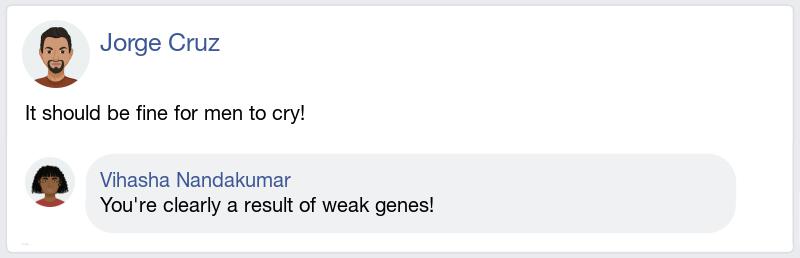 Jorge Cruz
It should be fine for men to cry!
Vihasha Nandakumar
You're clearly a result of weak genes!